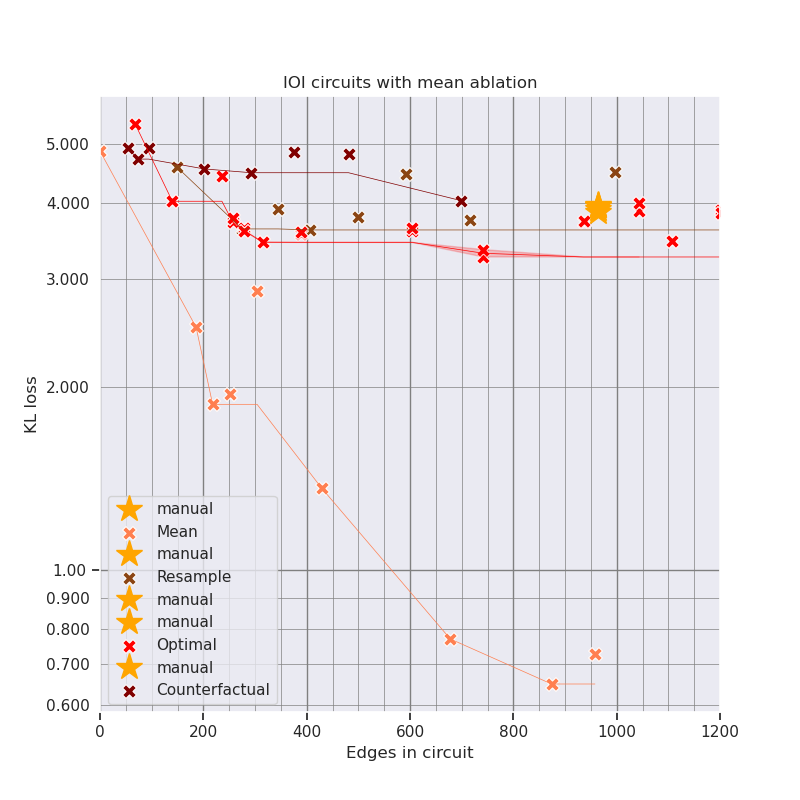 IOI circuits with mean ablation
5.000
4.000
3.000
2.000
1.00
0.900
0.800
0.700
0.600
KL loss
manual
Mean
manual
Resample
manual
manual
Optimal
manual
Counterfactual
0 200 400 600 800 1000 1200
Edges in circuit